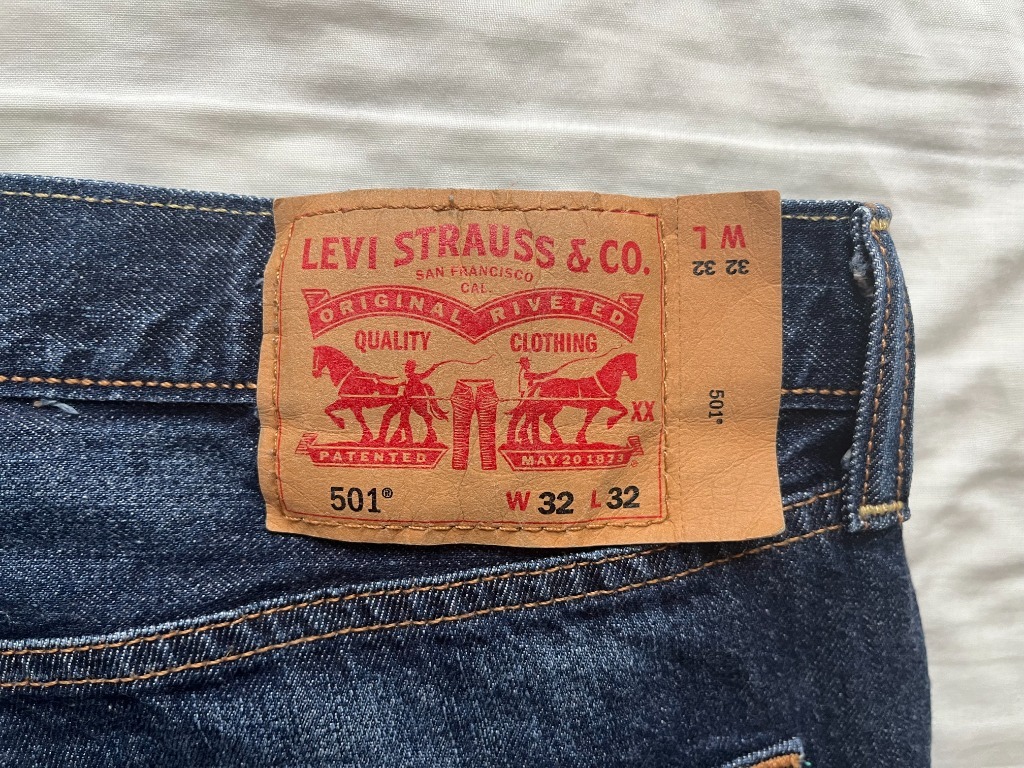 LEVI STRAUSS & CO.
SAN FRANCISCO
CAL.
ORIGINAL RIVETED
QUALITY CLOTHING
XX
PATENTED MAY 20 1873
501® W 32 L 32
W L
32 32
501®